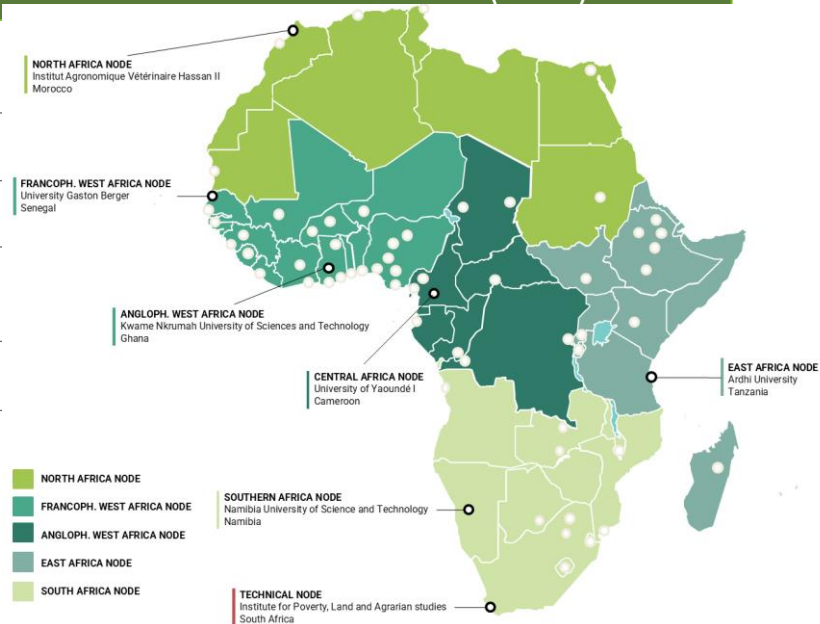 NORTH AFRICA NODE
Institut Agronomique Vétérinaire Hassan II
Morocco
FRANCOPH. WEST AFRICA NODE
University Gaston Berger
Senegal
ANGLOPH. WEST AFRICA NODE
Kwame Nkrumah University of Sciences and Technology
Ghana
CENTRAL AFRICA NODE
University of Yaoundé I
Cameroon
EAST AFRICA NODE
Ardhi University
Tanzania
SOUTHERN AFRICA NODE
Namibia University of Science and Technology
Namibia
TECHNICAL NODE
Institute for Poverty, Land and Agrarian studies
South Africa
NORTH AFRICA NODE
FRANCOPH. WEST AFRICA NODE
ANGLOPH. WEST AFRICA NODE
EAST AFRICA NODE
SOUTH AFRICA NODE